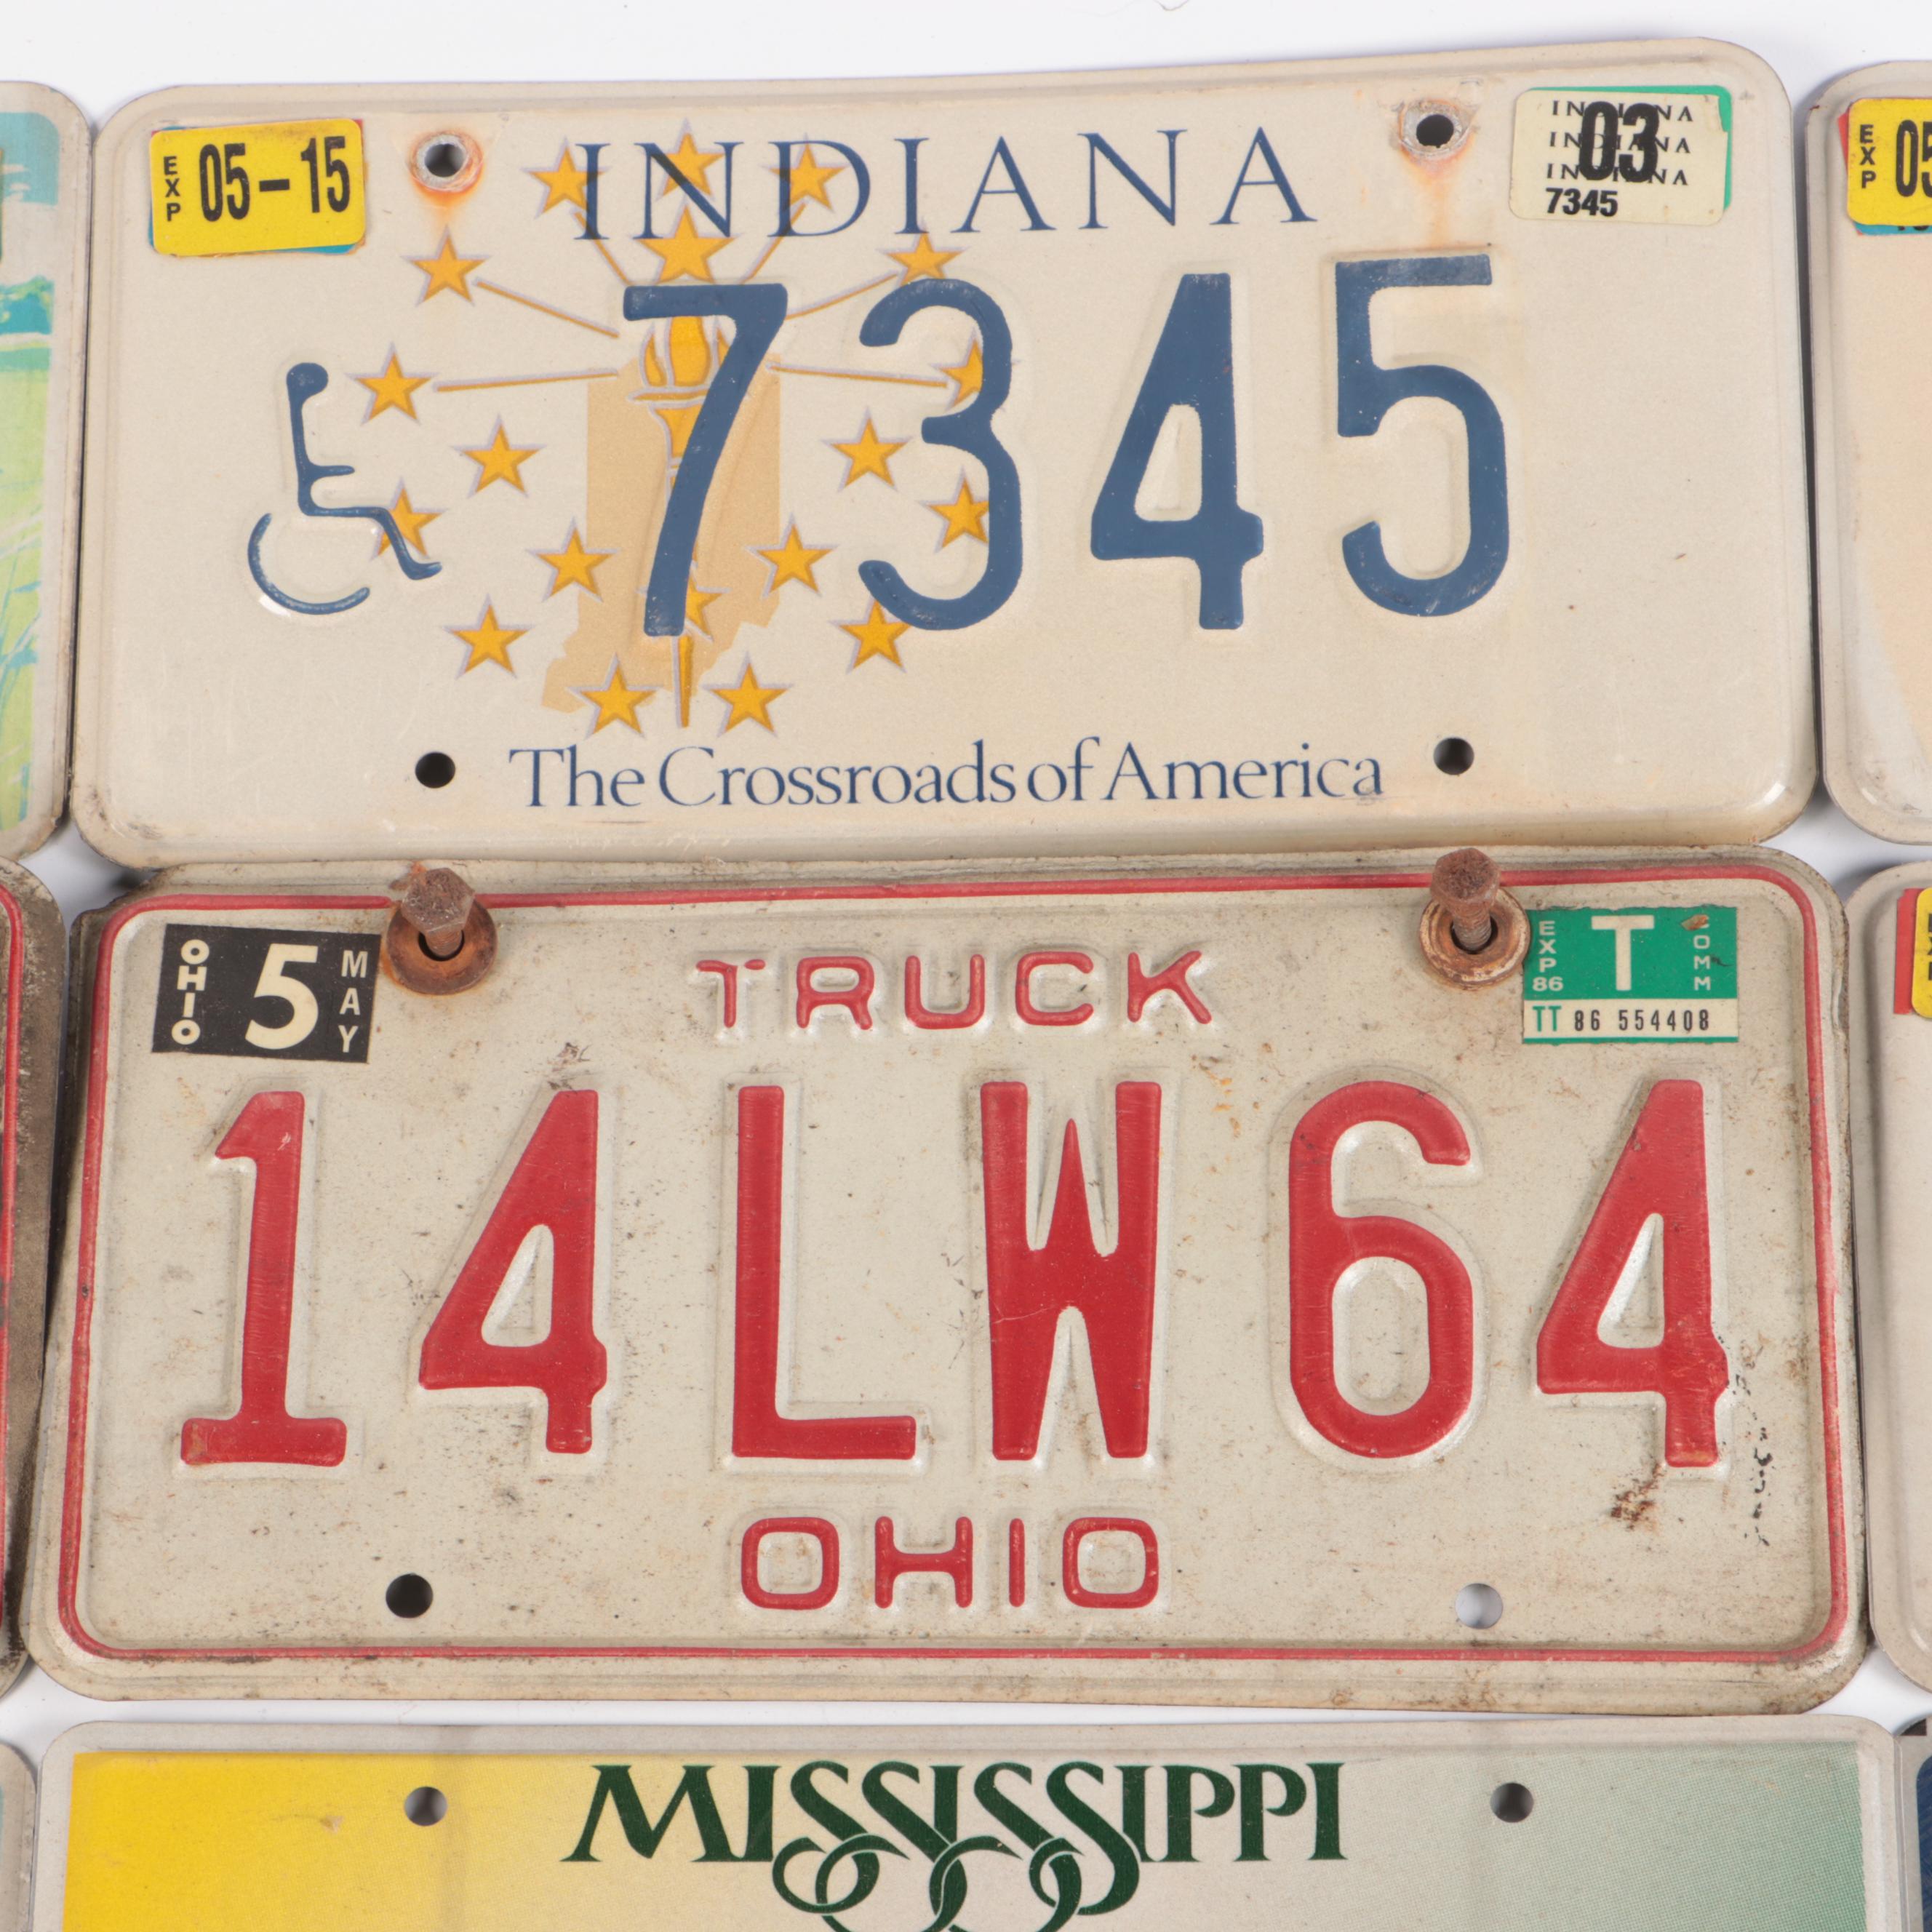 INDIANA
EXP 05-15
INDIANA
INDIANA
INDIANA
03
7345
7345
The Crossroads of America
EXP
OHIO 5 MAY
TRUCK
EXP 86 T COMM
TT 86 554408
14LW64
OHIO
MISSISSIPPI